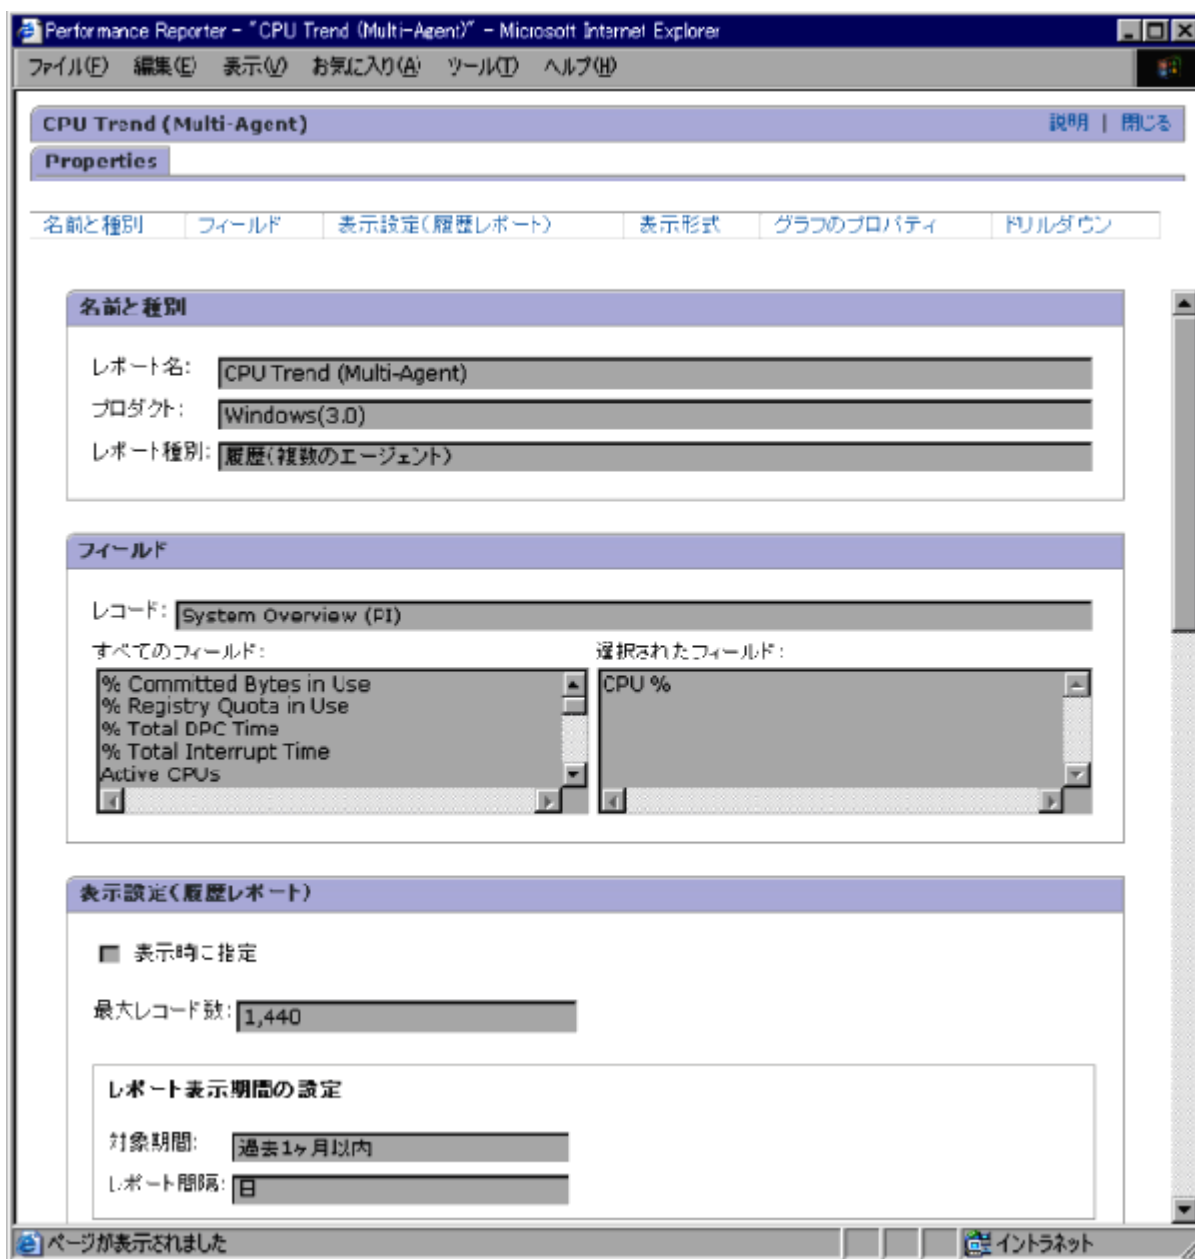 Performance Reporter - "CPU Trend (Multi-Agent)" - Microsoft Internet Explorer
ファイル(F) 編集(E) 表示(V) お気に入り(A) ツール(T) ヘルプ(H)
CPU Trend (Multi-Agent) 説明 | 閉じる
Properties
名前と種別 フィールド 表示設定(履歴レポート) 表示形式 グラフのプロパティ ドリルダウン
名前と種別
レポート名: CPU Trend (Multi-Agent)
プロダクト: Windows(3.0)
レポート種別: 履歴(複数のエージェント)
フィールド
レコード: System Overview (PI)
すべてのフィールド: 選択されたフィールド:
% Committed Bytes in Use CPU %
% Registry Quota in Use
% Total DPC Time
% Total Interrupt Time
Active CPUs
表示設定(履歴レポート)
表示時に指定
最大レコード数: 1,440
レポート表示期間の設定
対象期間: 過去1ヶ月以内
レポート間隔: 日
ページが表示されました イントラネット